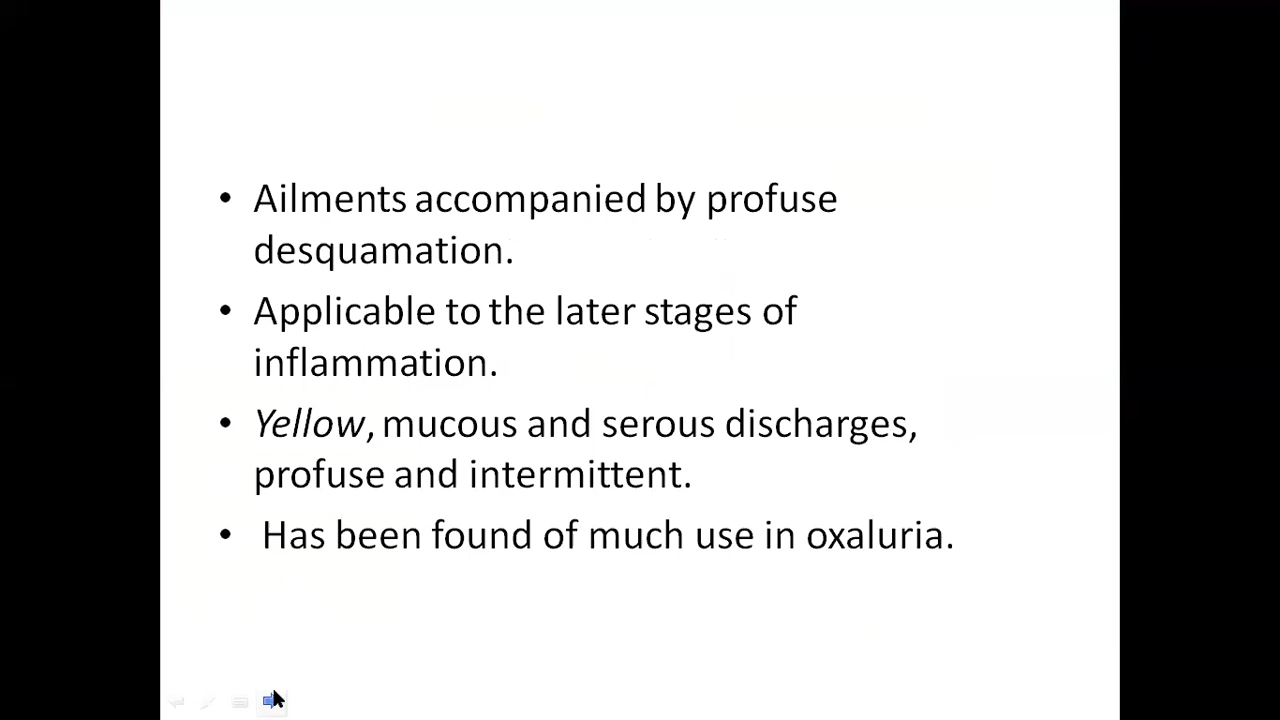 • Ailments accompanied by profuse
desquamation.
• Applicable to the later stages of
inflammation.
• Yellow, mucous and serous discharges,
profuse and intermittent.
• Has been found of much use in oxaluria.